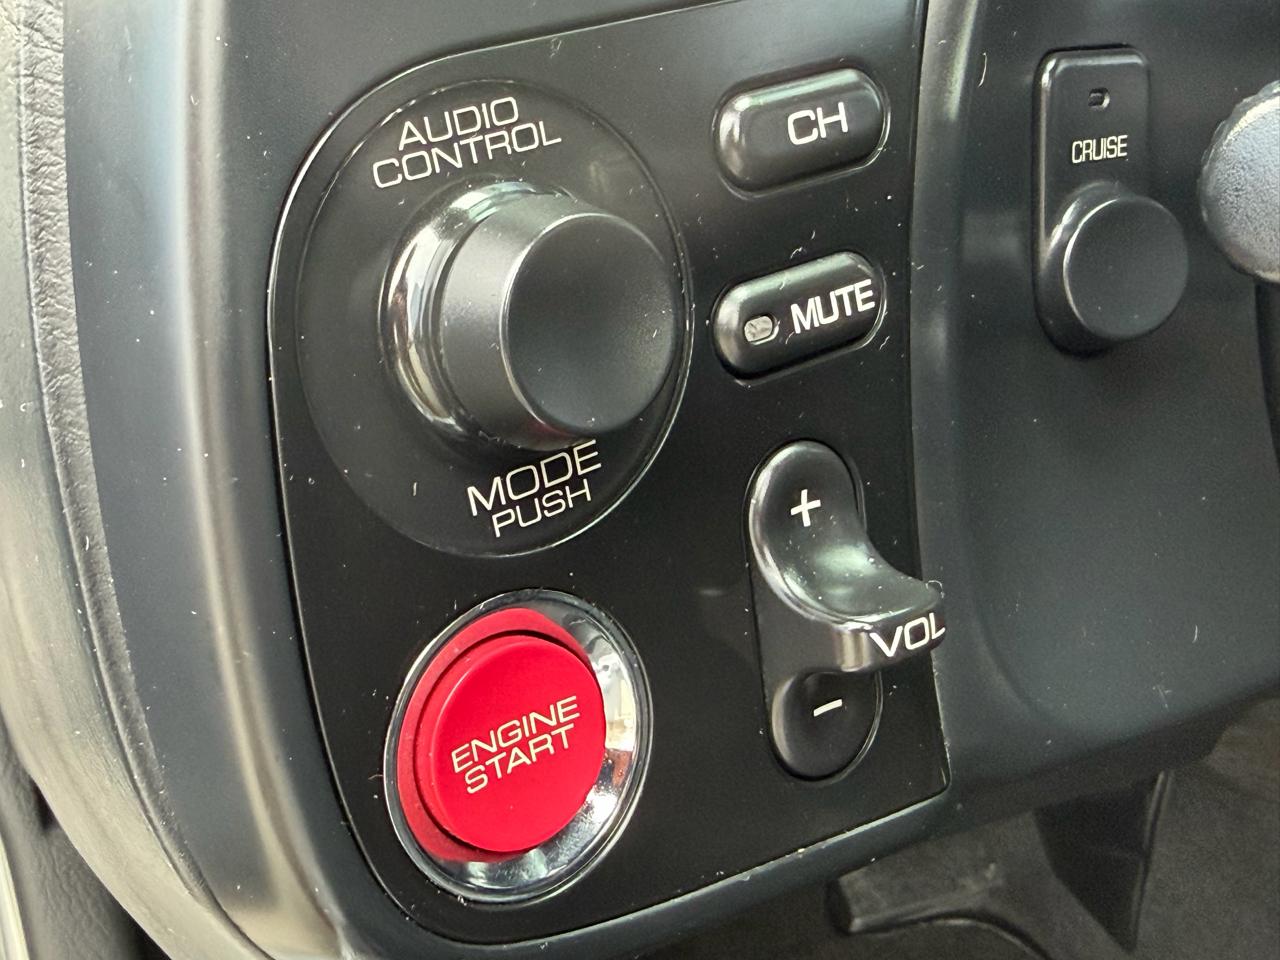 AUDIO
CONTROL
MODE
PUSH
CH
MUTE
+
VOL
-
CRUISE
ENGINE
START